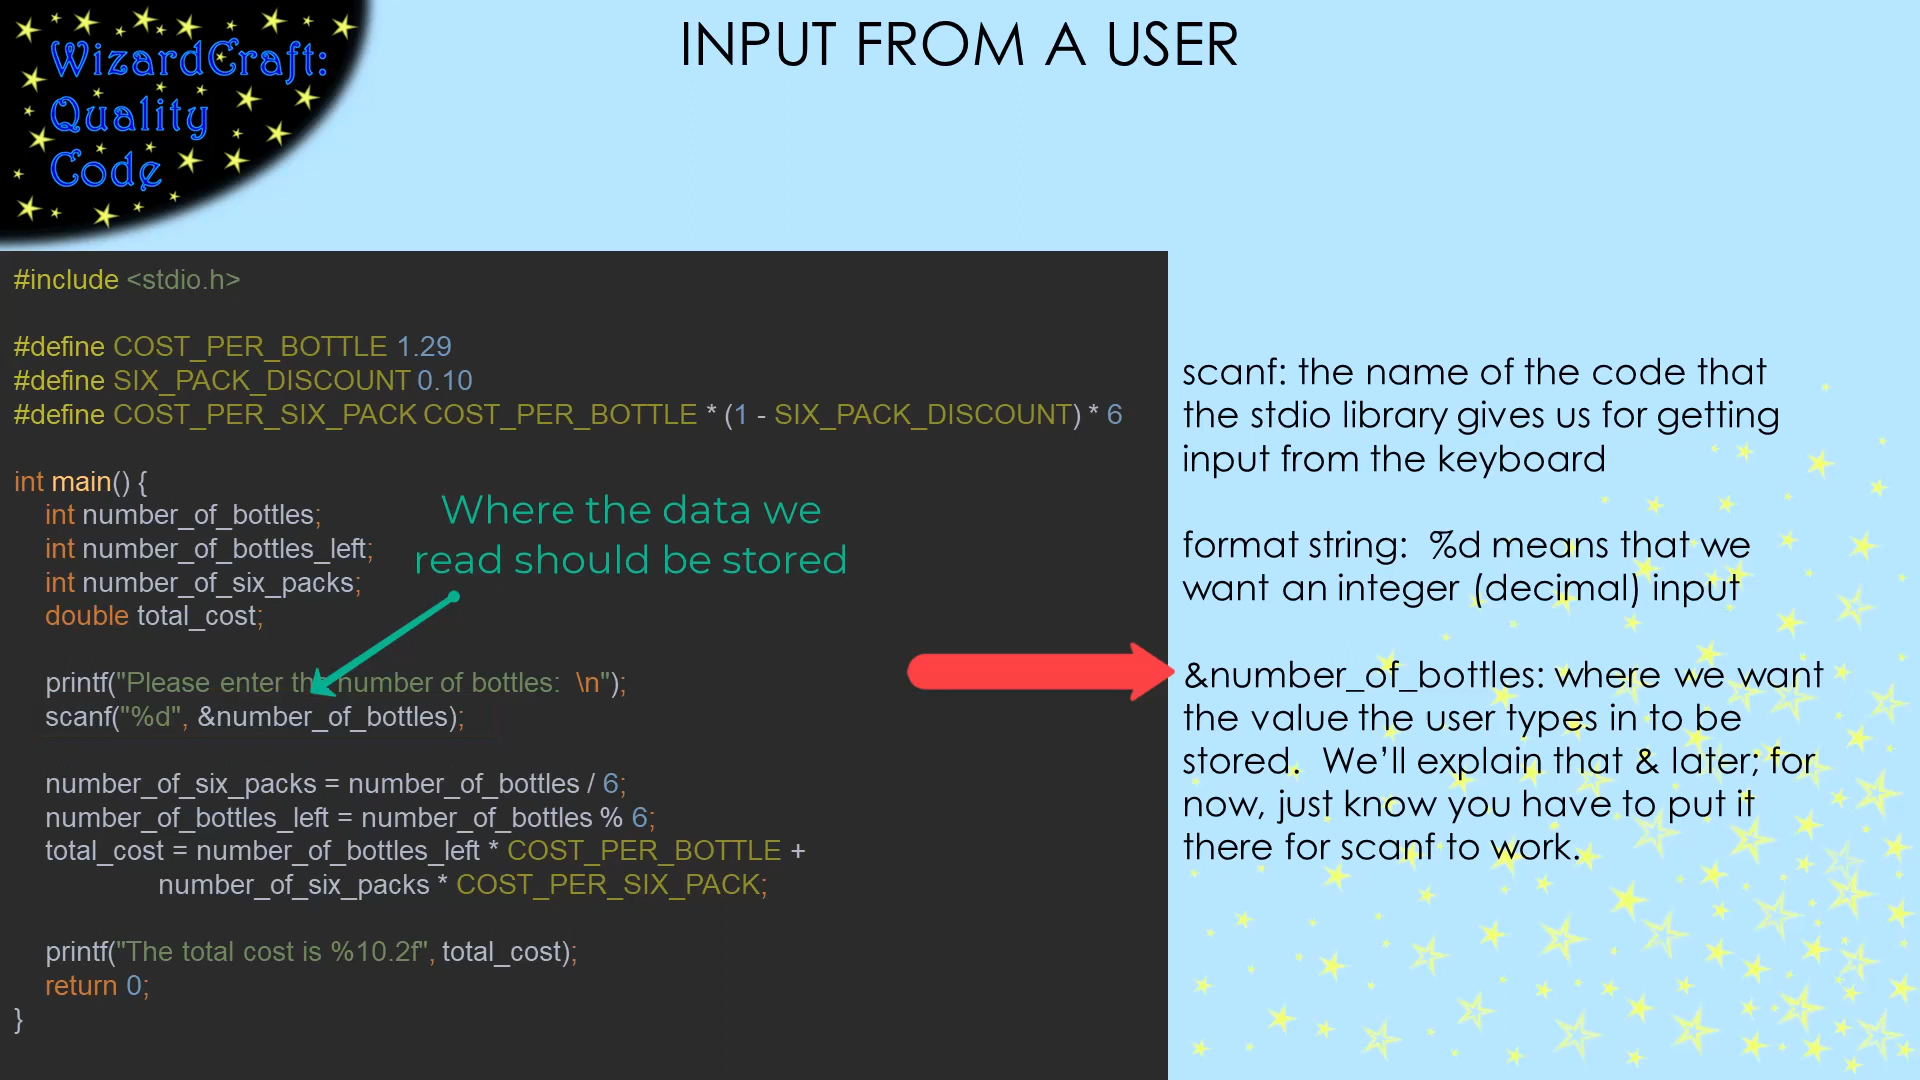 WizardCraft:
Quality
Code
INPUT FROM A USER
#include <stdio.h>
#define COST_PER_BOTTLE 1.29
#define SIX_PACK_DISCOUNT 0.10
#define COST_PER_SIX_PACK COST_PER_BOTTLE * (1 - SIX_PACK_DISCOUNT) * 6
int main() {
int number_of_bottles;
int number_of_bottles_left;
int number_of_six_packs;
double total_cost;
Where the data we
read should be stored
printf("Please enter the number of bottles:  \n");
scanf("%d", &number_of_bottles);
number_of_six_packs = number_of_bottles / 6;
number_of_bottles_left = number_of_bottles % 6;
total_cost = number_of_bottles_left * COST_PER_BOTTLE +
number_of_six_packs * COST_PER_SIX_PACK;
printf("The total cost is %10.2f", total_cost);
return 0;
}
scanf: the name of the code that
the stdio library gives us for getting
input from the keyboard
format string:  %d means that we
want an integer (decimal) input
&number_of_bottles: where we want
the value the user types in to be
stored.  We'll explain that & later; for
now, just know you have to put it
there for scanf to work.